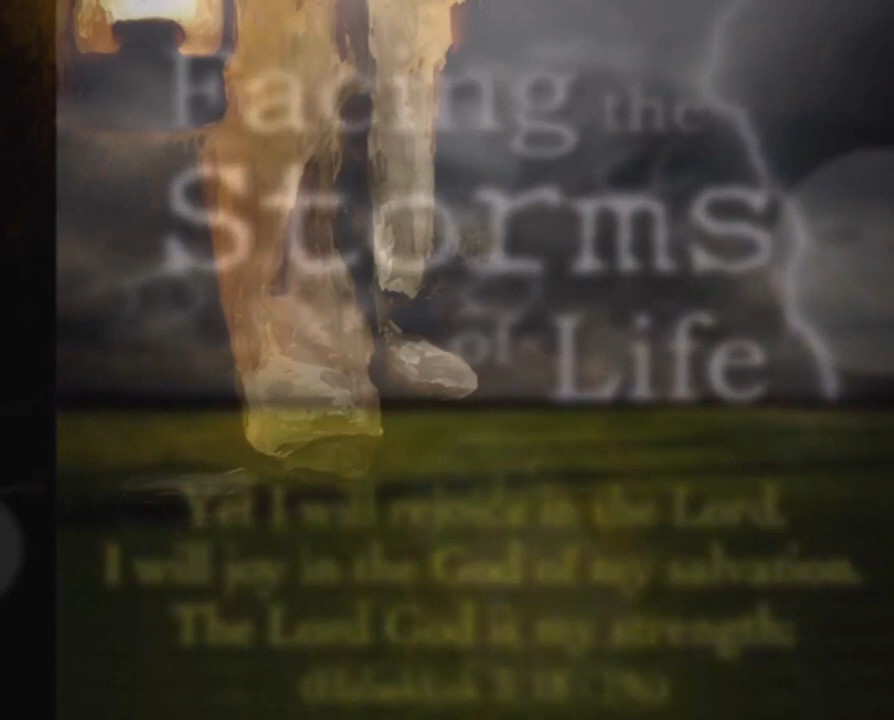 Facing the
Storms
of Life
Yet I will rejoice in the Lord,
I will joy in the God of my salvation.
The Lord God is my strength;